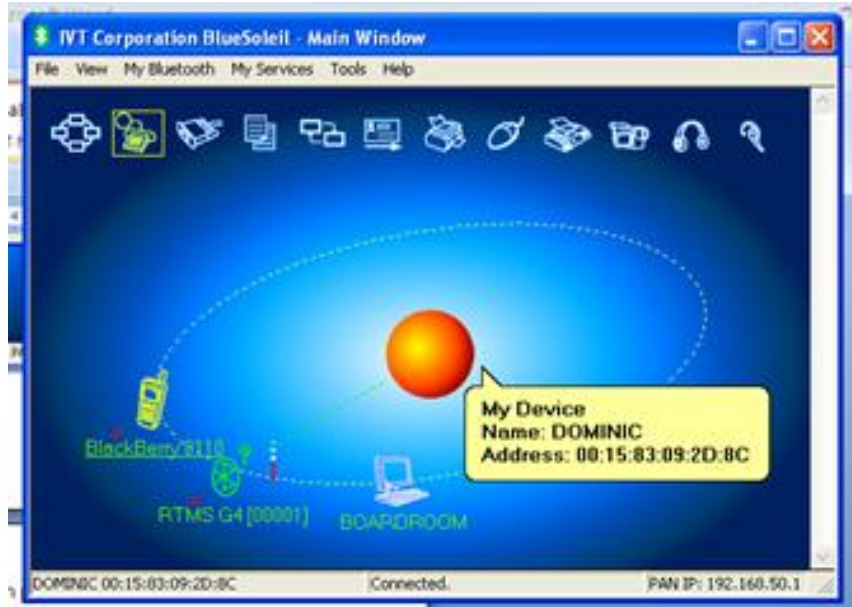 IVT Corporation BlueSoleil - Main Window
File View My Bluetooth My Services Tools Help
My Device
Name: DOMINIC
Address: 00:15:83:09:2D:8C
BlackBerry 8110
RTMS G4 [00001]
BOARDROOM
DOMINIC 00:15:83:09:2D:8C Connected. PAN IP: 192.168.50.1